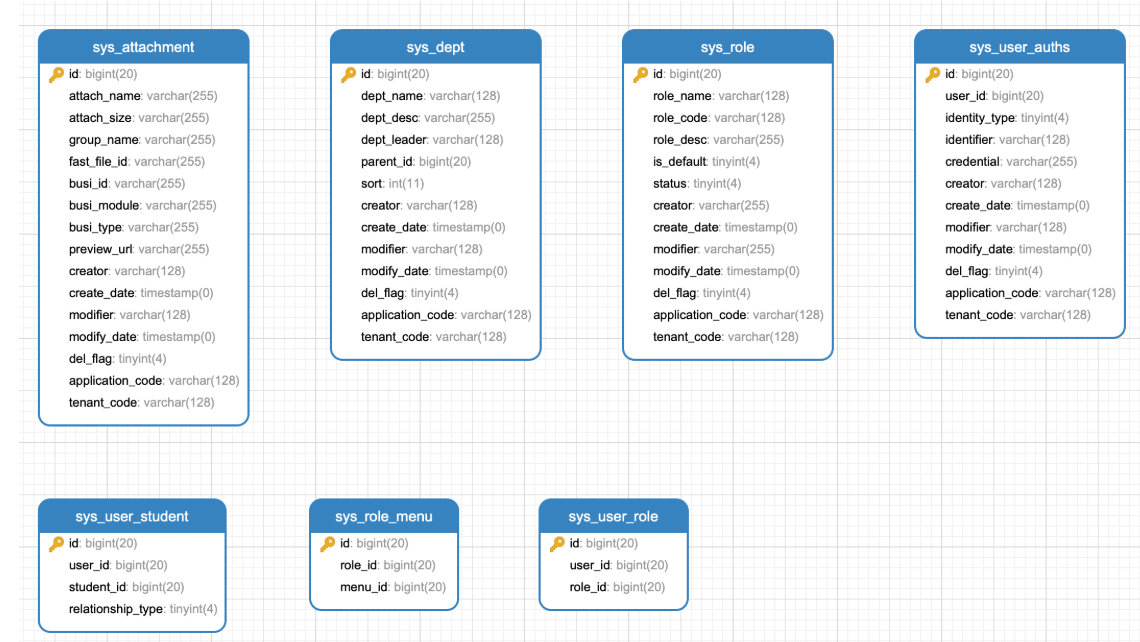 sys_attachment
id: bigint(20)
attach_name: varchar(255)
attach_size: varchar(255)
group_name: varchar(255)
fast_file_id: varchar(255)
busi_id: varchar(255)
busi_module: varchar(255)
busi_type: varchar(255)
preview_url: varchar(255)
creator: varchar(128)
create_date: timestamp(0)
modifier: varchar(128)
modify_date: timestamp(0)
del_flag: tinyint(4)
application_code: varchar(128)
tenant_code: varchar(128)
sys_dept
id: bigint(20)
dept_name: varchar(128)
dept_desc: varchar(255)
dept_leader: varchar(128)
parent_id: bigint(20)
sort: int(11)
creator: varchar(128)
create_date: timestamp(0)
modifier: varchar(128)
modify_date: timestamp(0)
del_flag: tinyint(4)
application_code: varchar(128)
tenant_code: varchar(128)
sys_role
id: bigint(20)
role_name: varchar(128)
role_code: varchar(128)
role_desc: varchar(255)
is_default: tinyint(4)
status: tinyint(4)
creator: varchar(255)
create_date: timestamp(0)
modifier: varchar(255)
modify_date: timestamp(0)
del_flag: tinyint(4)
application_code: varchar(128)
tenant_code: varchar(128)
sys_user_auths
id: bigint(20)
user_id: bigint(20)
identity_type: tinyint(4)
identifier: varchar(128)
credential: varchar(255)
creator: varchar(128)
create_date: timestamp(0)
modifier: varchar(128)
modify_date: timestamp(0)
del_flag: tinyint(4)
application_code: varchar(128)
tenant_code: varchar(128)
sys_user_student
id: bigint(20)
user_id: bigint(20)
student_id: bigint(20)
relationship_type: tinyint(4)
sys_role_menu
id: bigint(20)
role_id: bigint(20)
menu_id: bigint(20)
sys_user_role
id: bigint(20)
user_id: bigint(20)
role_id: bigint(20)